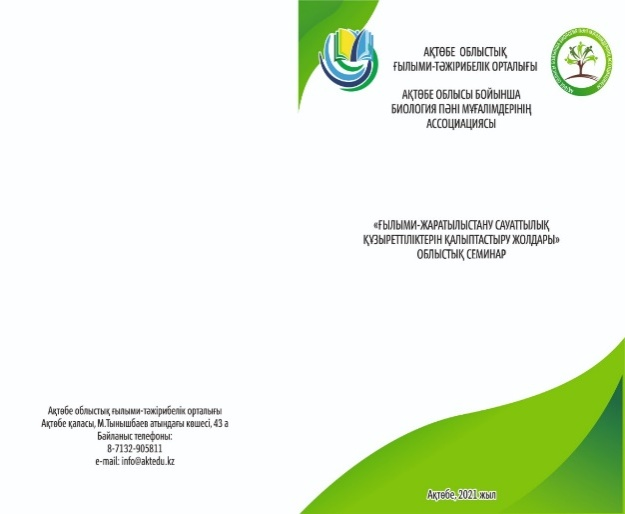 АҚТӨБЕ ОБЛЫСТЫҚ
ҒЫЛЫМИ-ТӘЖІРИБЕЛІК ОРТАЛЫҒЫ
АҚТӨБЕ ОБЛЫСЫ БОЙЫНША
БИОЛОГИЯ ПӘНІ МҰҒАЛІМДЕРІНІҢ
АССОЦИАЦИЯСЫ
«ҒЫЛЫМИ-ЖАРАТЫЛЫСТАНУ САУАТТЫЛЫҚ
ҚҰЗЫРЕТТІЛІКТЕРІН ҚАЛЫПТАСТЫРУ ЖОЛДАРЫ»
ОБЛЫСТЫҚ СЕМИНАР
Ақтөбе, 2021 жыл
Ақтөбе облыстық ғылыми-тәжірибелік орталығы
Ақтөбе қаласы, М.Тынышбаев атындағы көшесі, 43 а
Байланыс телефоны:
8-7132-905811
e-mail: info@aktedu.kz